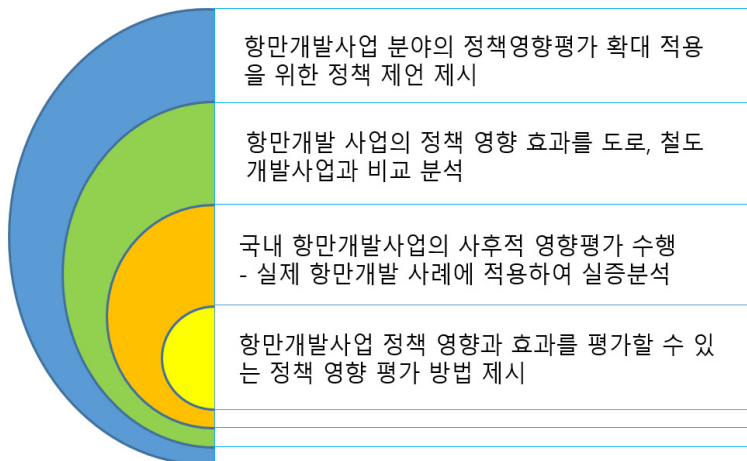 항만개발사업 분야의 정책영향평가 확대 적용
을 위한 정책 제언 제시
항만개발 사업의 정책 영향 효과를 도로, 철도
개발사업과 비교 분석
국내 항만개발사업의 사후적 영향평가 수행
- 실제 항만개발 사례에 적용하여 실증분석
항만개발사업 정책 영향과 효과를 평가할 수 있
는 정책 영향 평가 방법 제시